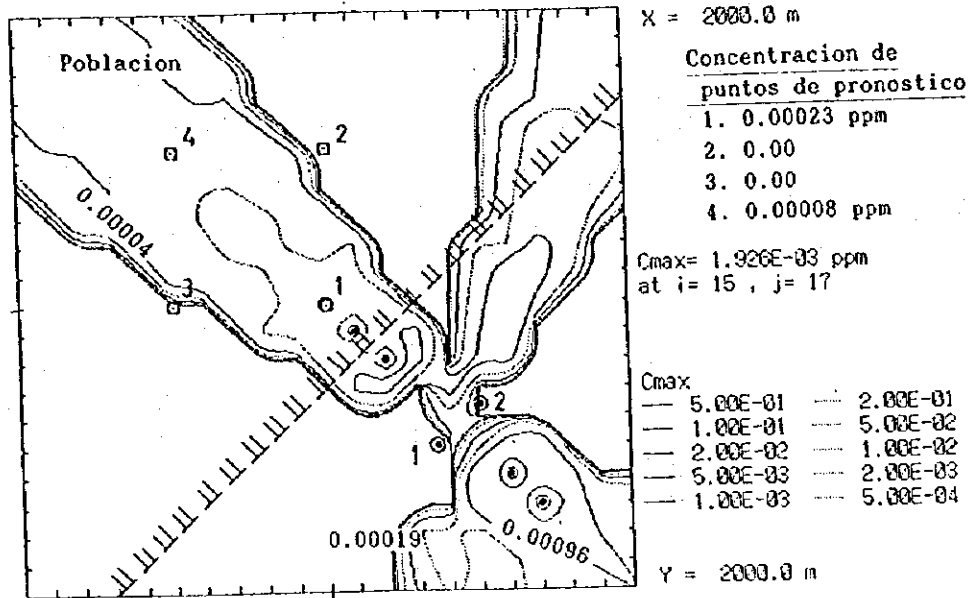 X = 2000.0 m
Concentracion de
puntos de pronostico
1. 0.00023 ppm
2. 0.00
3. 0.00
4. 0.00008 ppm
Cmax= 1.926E-03 ppm
at i= 15 , j= 17
Cmax
— 5.00E-01 ┄ 2.00E-01
— 1.00E-01 ┄ 5.00E-02
— 2.00E-02 ┄ 1.00E-02
— 5.00E-03 ┄ 2.00E-03
— 1.00E-03 ┄ 5.00E-04
Y = 2000.0 m
Poblacion
4
2
0.00004
3
1
2
1
0.00019
0.00096